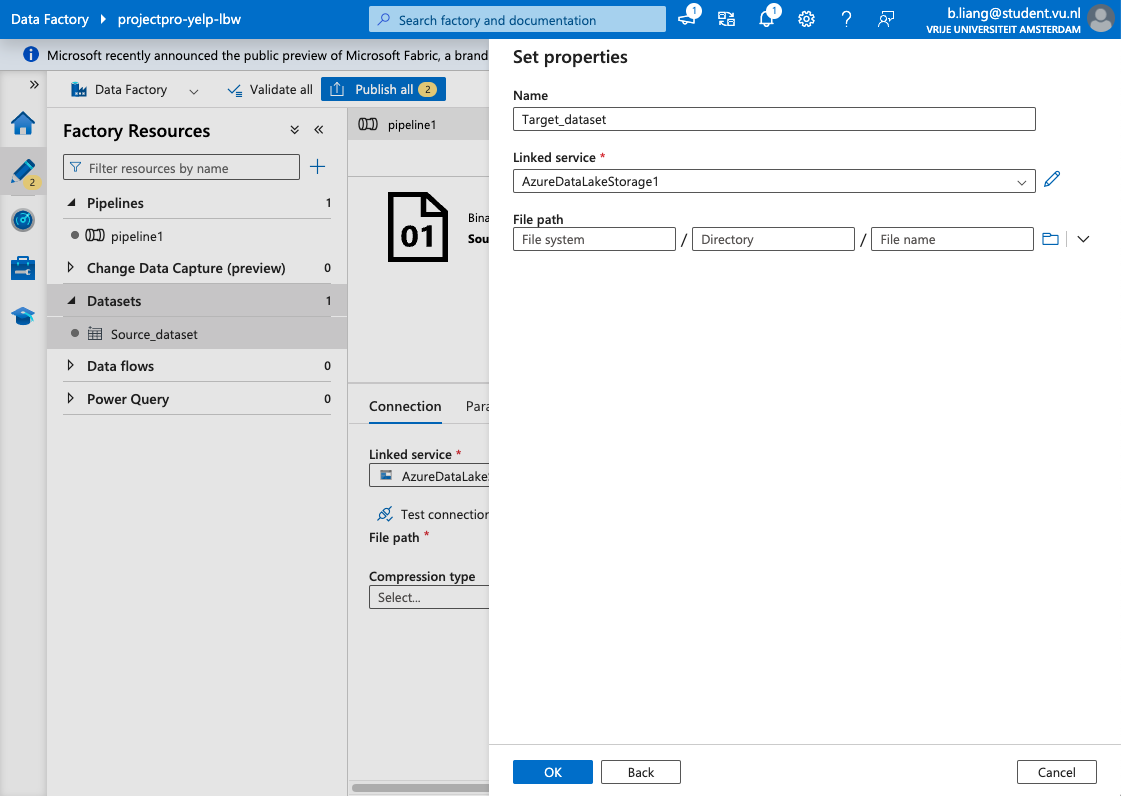 Data Factory
projectpro-yelp-lbw
Search factory and documentation
1
1
b.liang@student.vu.nl
VRIJE UNIVERSITEIT AMSTERDAM
Microsoft recently announced the public preview of Microsoft Fabric, a brand
Data Factory
Validate all
Publish all 2
2
Factory Resources
Filter resources by name
Pipelines 1
pipeline1
Change Data Capture (preview) 0
Datasets 1
Source_dataset
Data flows 0
Power Query 0
pipeline1
01
Bina
Sou
Connection
Para
Linked service *
AzureDataLake
Test connection
File path *
Compression type
Select...
Set properties
Name
Target_dataset
Linked service *
AzureDataLakeStorage1
File path
File system / Directory / File name
OK
Back
Cancel